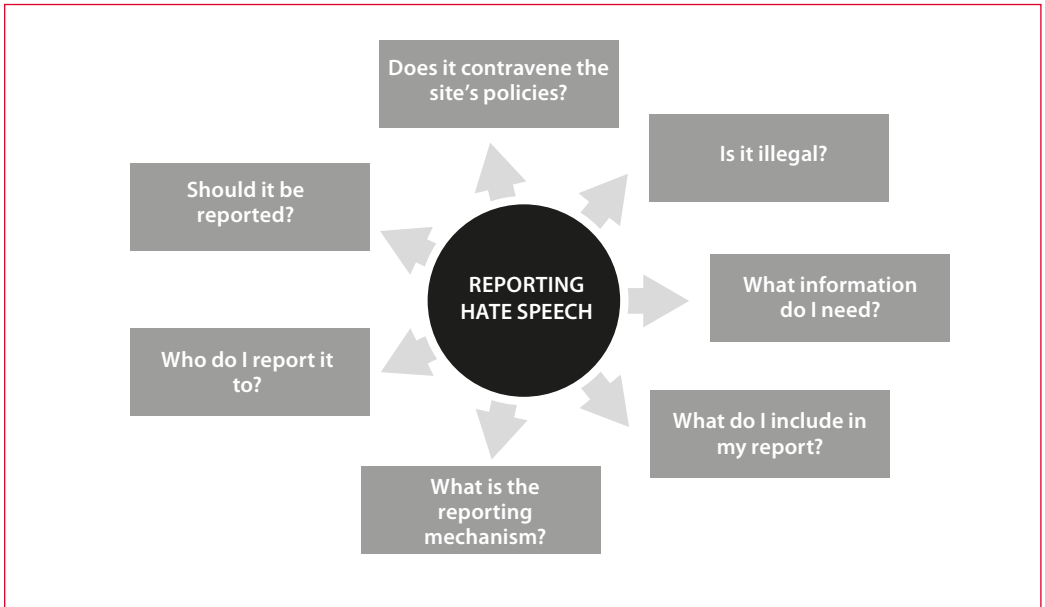 Does it contravene the
site's policies?
Is it illegal?
Should it be
reported?
What information
do I need?
REPORTING
HATE SPEECH
Who do I report it
to?
What do I include in
my report?
What is the
reporting
mechanism?